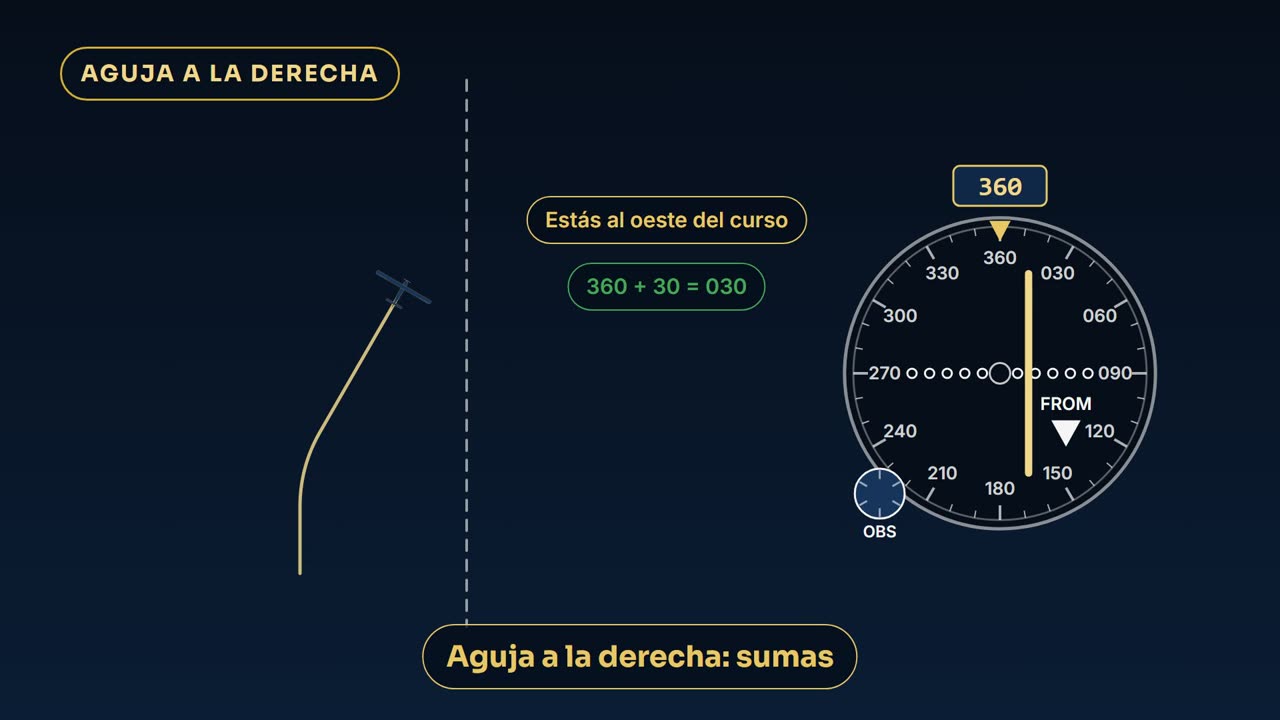 AGUJA A LA DERECHA
Estás al oeste del curso
360 + 30 = 030
360
360
030
060
090
120
150
180
210
240
270
300
330
FROM
OBS
Aguja a la derecha: sumas